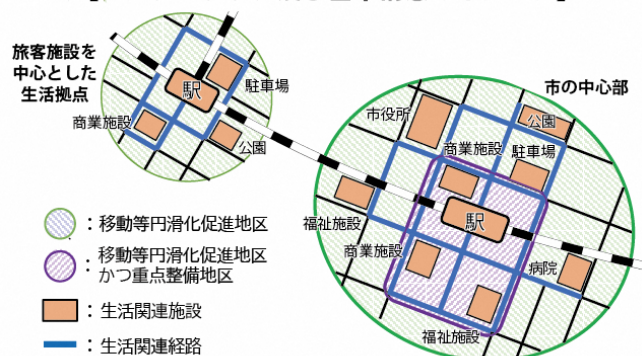 旅客施設を
中心とした
生活拠点
駅
駐車場
商業施設
公園
市の中心部
市役所
公園
商業施設
駐車場
福祉施設
駅
商業施設
病院
福祉施設
：移動等円滑化促進地区
：移動等円滑化促進地区
かつ重点整備地区
：生活関連施設
：生活関連経路